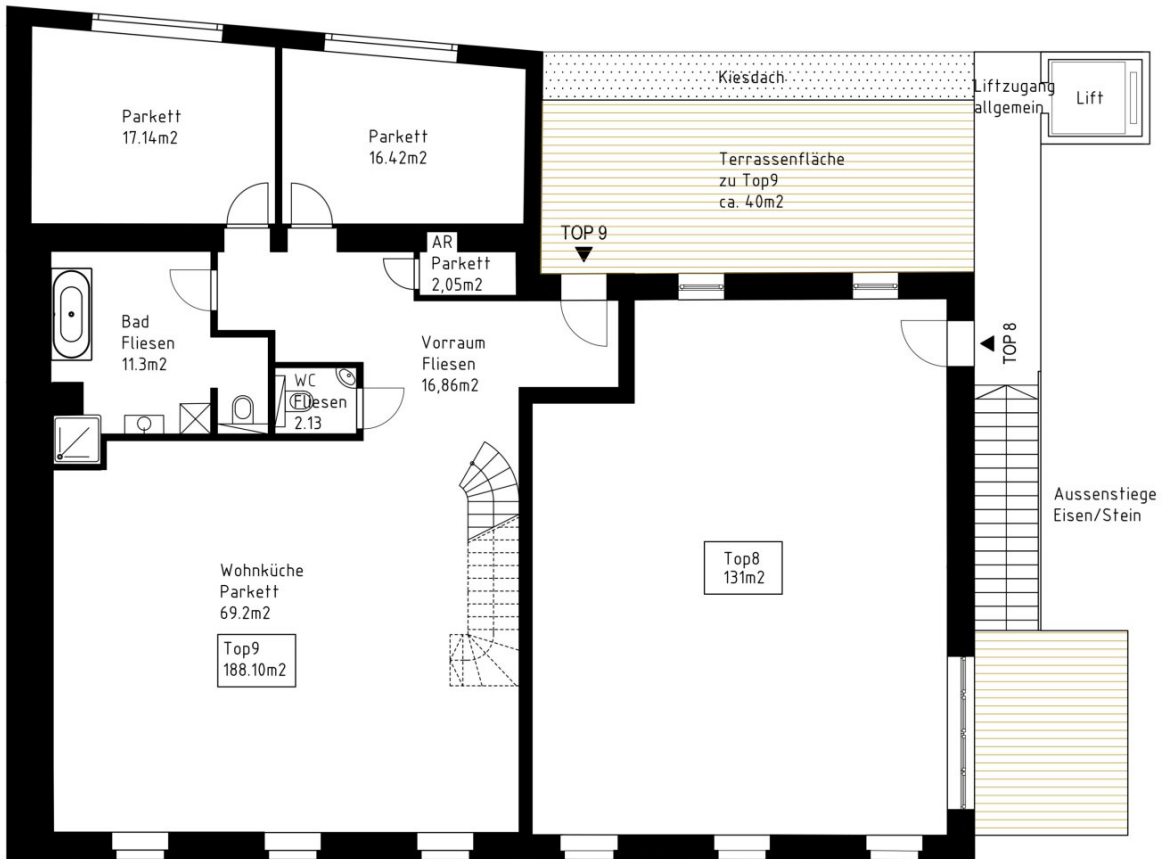 Parkett
17.14m2
Parkett
16.42m2
Kiesdach
Liftzugang
allgemein
Lift
Terrassenfläche
zu Top9
ca. 40m2
TOP 9
AR
Parkett
2,05m2
Bad
Fliesen
11.3m2
Vorraum
Fliesen
16,86m2
WC
Fliesen
2.13
TOP 8
Aussenstiege
Eisen/Stein
Wohnküche
Parkett
69.2m2
Top9
188.10m2
Top8
131m2